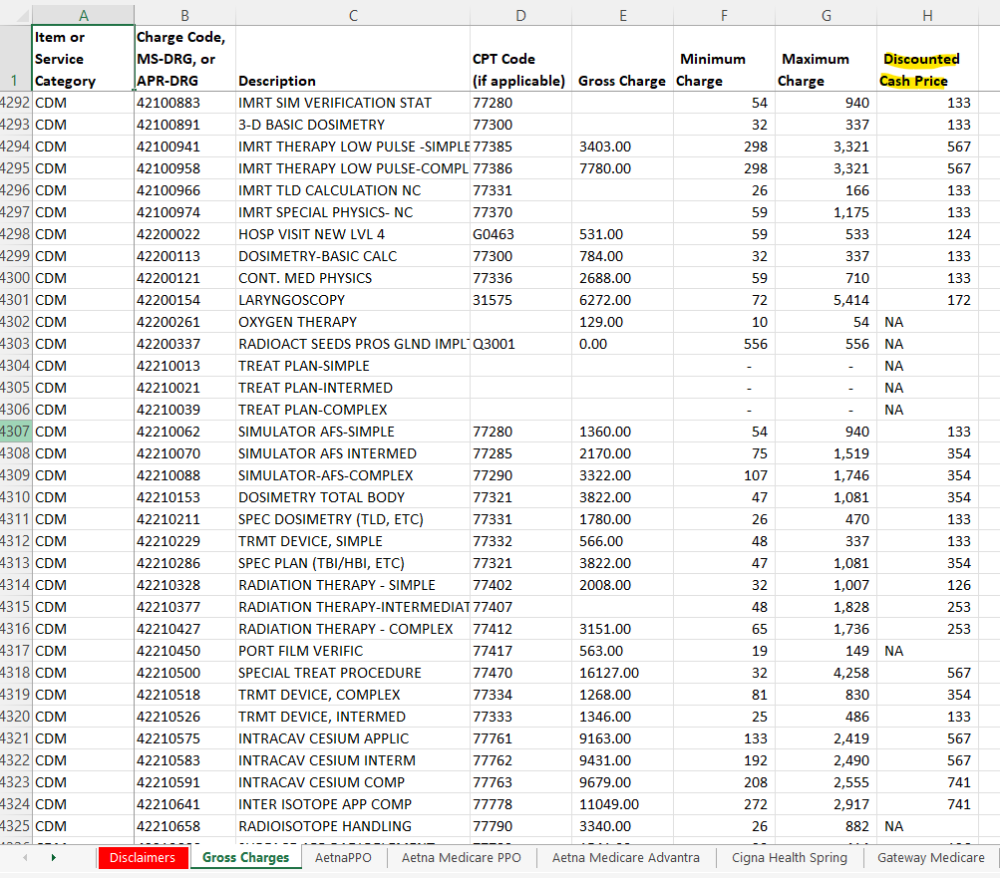 A B C D E F G H
Item or Service Category Charge Code, MS-DRG, or APR-DRG Description CPT Code (if applicable) Gross Charge Minimum Charge Maximum Charge Discounted Cash Price
1
4292 CDM 42100883 IMRT SIM VERIFICATION STAT 77280 54 940 133
4293 CDM 42100891 3-D BASIC DOSIMETRY 77300 32 337 133
4294 CDM 42100941 IMRT THERAPY LOW PULSE -SIMPLE 77385 3403.00 298 3,321 567
4295 CDM 42100958 IMRT THERAPY LOW PULSE-COMPL 77386 7780.00 298 3,321 567
4296 CDM 42100966 IMRT TLD CALCULATION NC 77331 26 166 133
4297 CDM 42100974 IMRT SPECIAL PHYSICS- NC 77370 59 1,175 133
4298 CDM 42200022 HOSP VISIT NEW LVL 4 G0463 531.00 59 533 124
4299 CDM 42200113 DOSIMETRY-BASIC CALC 77300 784.00 32 337 133
4300 CDM 42200121 CONT. MED PHYSICS 77336 2688.00 59 710 133
4301 CDM 42200154 LARYNGOSCOPY 31575 6272.00 72 5,414 172
4302 CDM 42200261 OXYGEN THERAPY 129.00 10 54 NA
4303 CDM 42200337 RADIOACT SEEDS PROS GLND IMPLT Q3001 0.00 556 556 NA
4304 CDM 42210013 TREAT PLAN-SIMPLE - - NA
4305 CDM 42210021 TREAT PLAN-INTERMED - - NA
4306 CDM 42210039 TREAT PLAN-COMPLEX - - NA
4307 CDM 42210062 SIMULATOR AFS-SIMPLE 77280 1360.00 54 940 133
4308 CDM 42210070 SIMULATOR AFS INTERMED 77285 2170.00 75 1,519 354
4309 CDM 42210088 SIMULATOR-AFS-COMPLEX 77290 3322.00 107 1,746 354
4310 CDM 42210153 DOSIMETRY TOTAL BODY 77321 3822.00 47 1,081 354
4311 CDM 42210211 SPEC DOSIMETRY (TLD, ETC) 77331 1780.00 26 470 133
4312 CDM 42210229 TRMT DEVICE, SIMPLE 77332 566.00 48 337 133
4313 CDM 42210286 SPEC PLAN (TBI/HBI, ETC) 77321 3822.00 47 1,081 354
4314 CDM 42210328 RADIATION THERAPY - SIMPLE 77402 2008.00 32 1,007 126
4315 CDM 42210377 RADIATION THERAPY-INTERMEDIAT 77407 48 1,828 253
4316 CDM 42210427 RADIATION THERAPY - COMPLEX 77412 3151.00 65 1,736 253
4317 CDM 42210450 PORT FILM VERIFIC 77417 563.00 19 149 NA
4318 CDM 42210500 SPECIAL TREAT PROCEDURE 77470 16127.00 32 4,258 567
4319 CDM 42210518 TRMT DEVICE, COMPLEX 77334 1268.00 81 830 354
4320 CDM 42210526 TRMT DEVICE, INTERMED 77333 1346.00 25 486 133
4321 CDM 42210575 INTRACAV CESIUM APPLIC 77761 9163.00 133 2,419 567
4322 CDM 42210583 INTRACAV CESIUM INTERM 77762 9431.00 192 2,490 567
4323 CDM 42210591 INTRACAV CESIUM COMP 77763 9679.00 208 2,555 741
4324 CDM 42210641 INTER ISOTOPE APP COMP 77778 11049.00 272 2,917 741
4325 CDM 42210658 RADIOISOTOPE HANDLING 77790 3340.00 26 882 NA
Disclaimers Gross Charges AetnaPPO Aetna Medicare PPO Aetna Medicare Advantra Cigna Health Spring Gateway Medicare